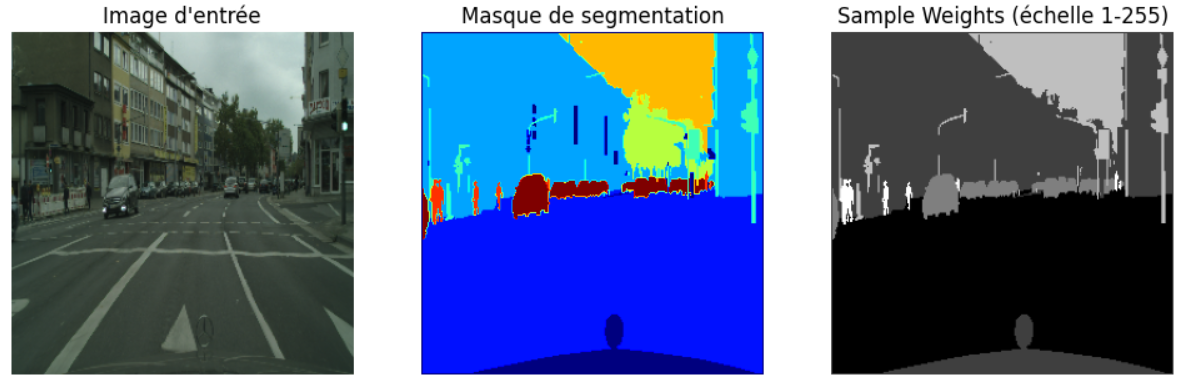 Image d'entrée
Masque de segmentation
Sample Weights (échelle 1-255)